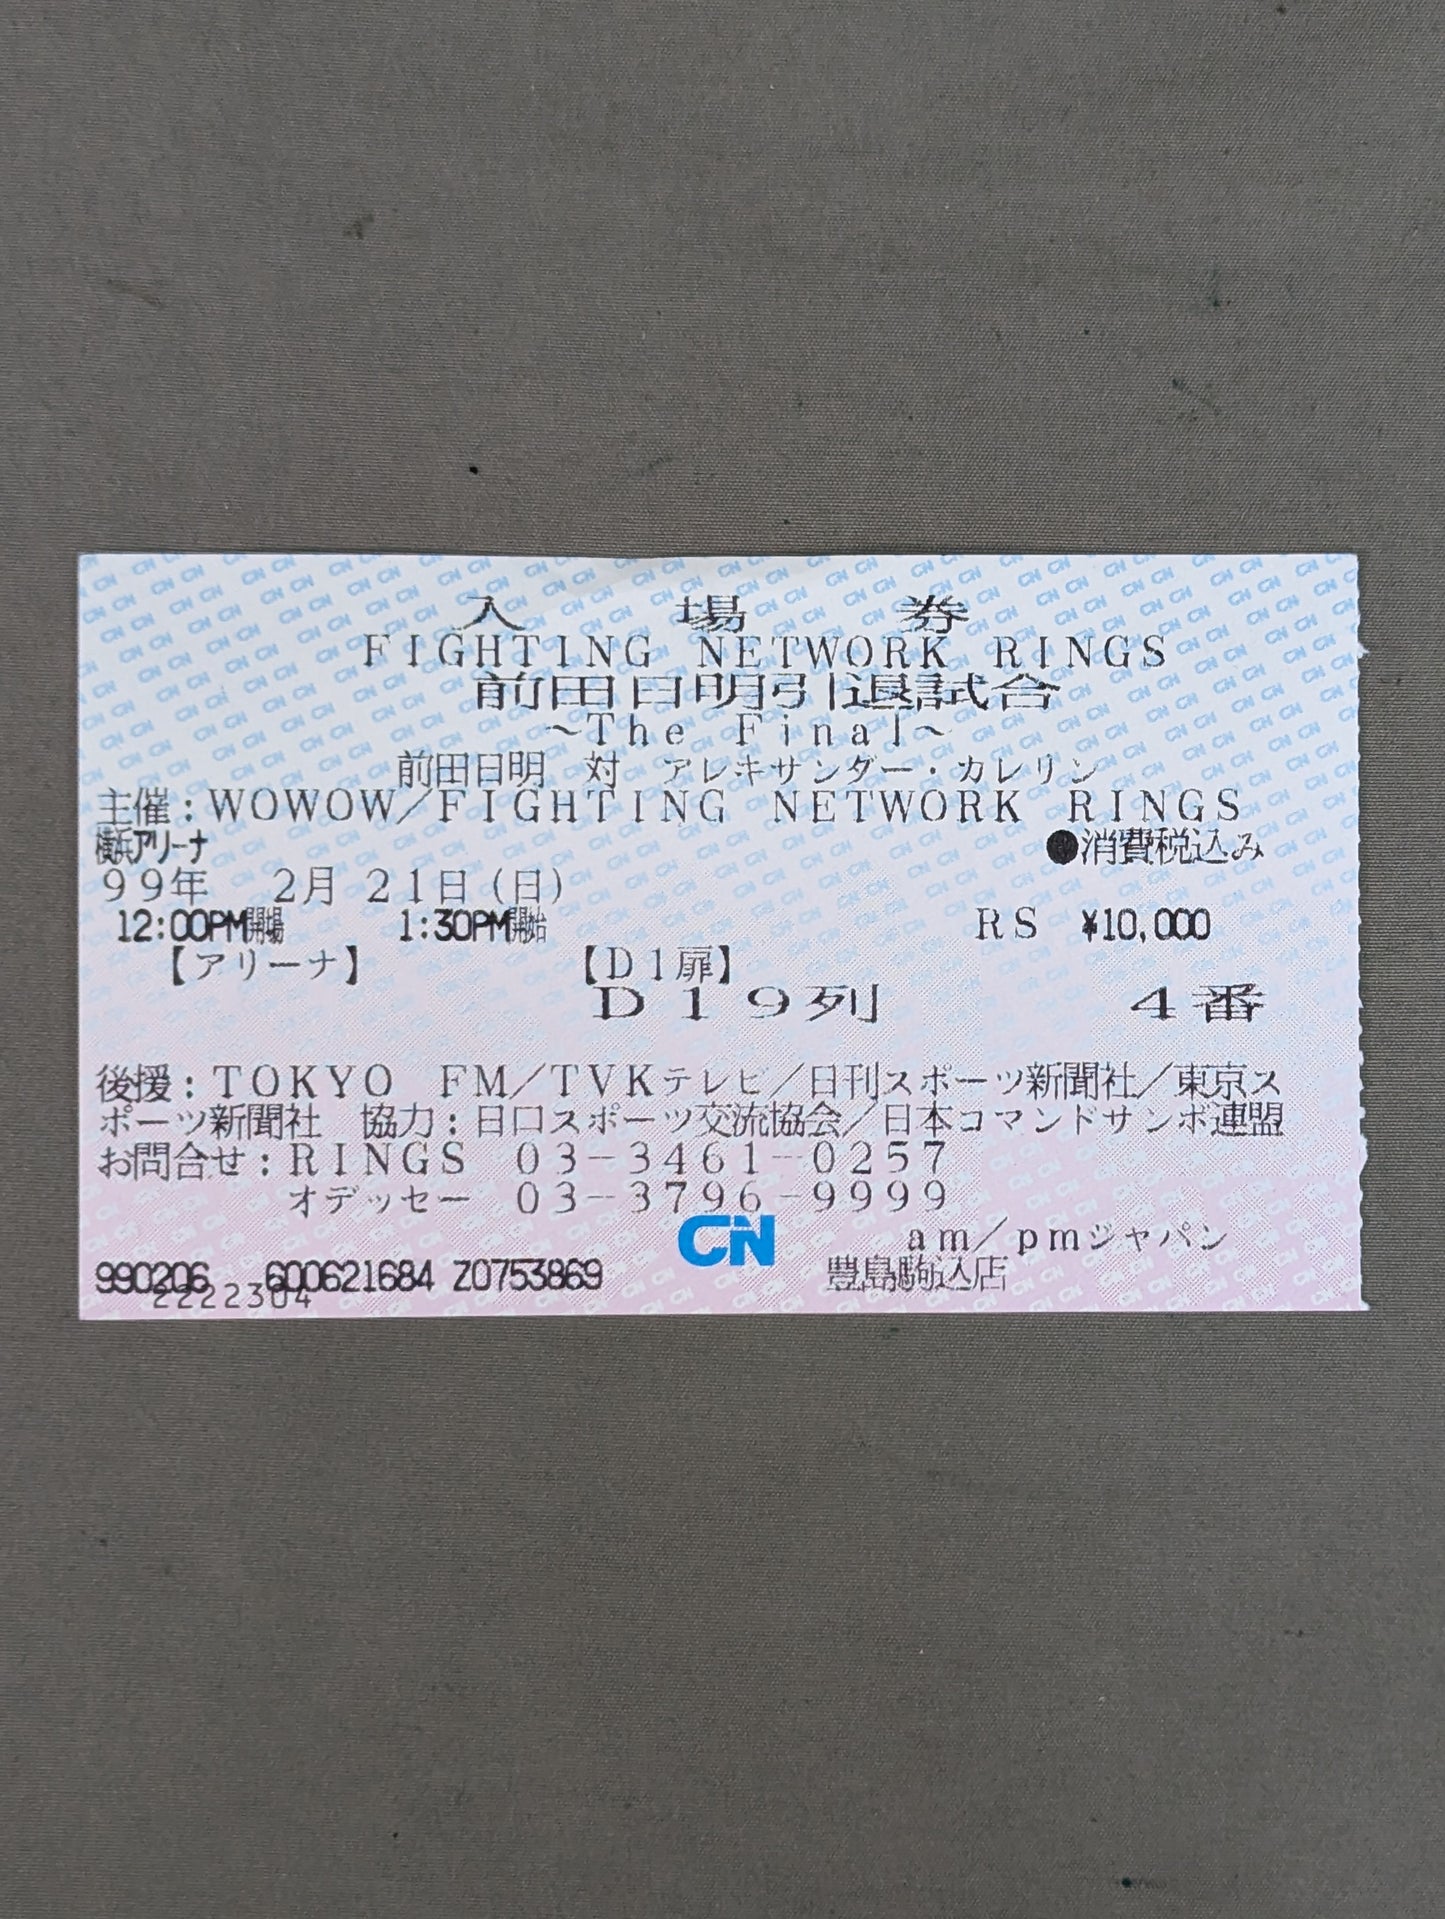 入場券
FIGHTING NETWORK RINGS
前田日明引退試合
～The Final～
前田日明 対 アレキサンダー・カレリン
主催：WOWOW／FIGHTING NETWORK RINGS
横浜アリーナ ●消費税込み
99年 2月 21日（日）
12:00PM開場 1:30PM開始 RS ¥10,000
【アリーナ】 【D1扉】
D19列 4番
後援：TOKYO FM／TVKテレビ／日刊スポーツ新聞社／東京ス
ポーツ新聞社 協力：日ロスポーツ交流協会／日本コマンドサンボ連盟
お問合せ：RINGS 03－3461－0257
オデッセー 03－3796－9999
CN am／pmジャパン
990206 600621684 Z0753869 豊島駒込店
2222304